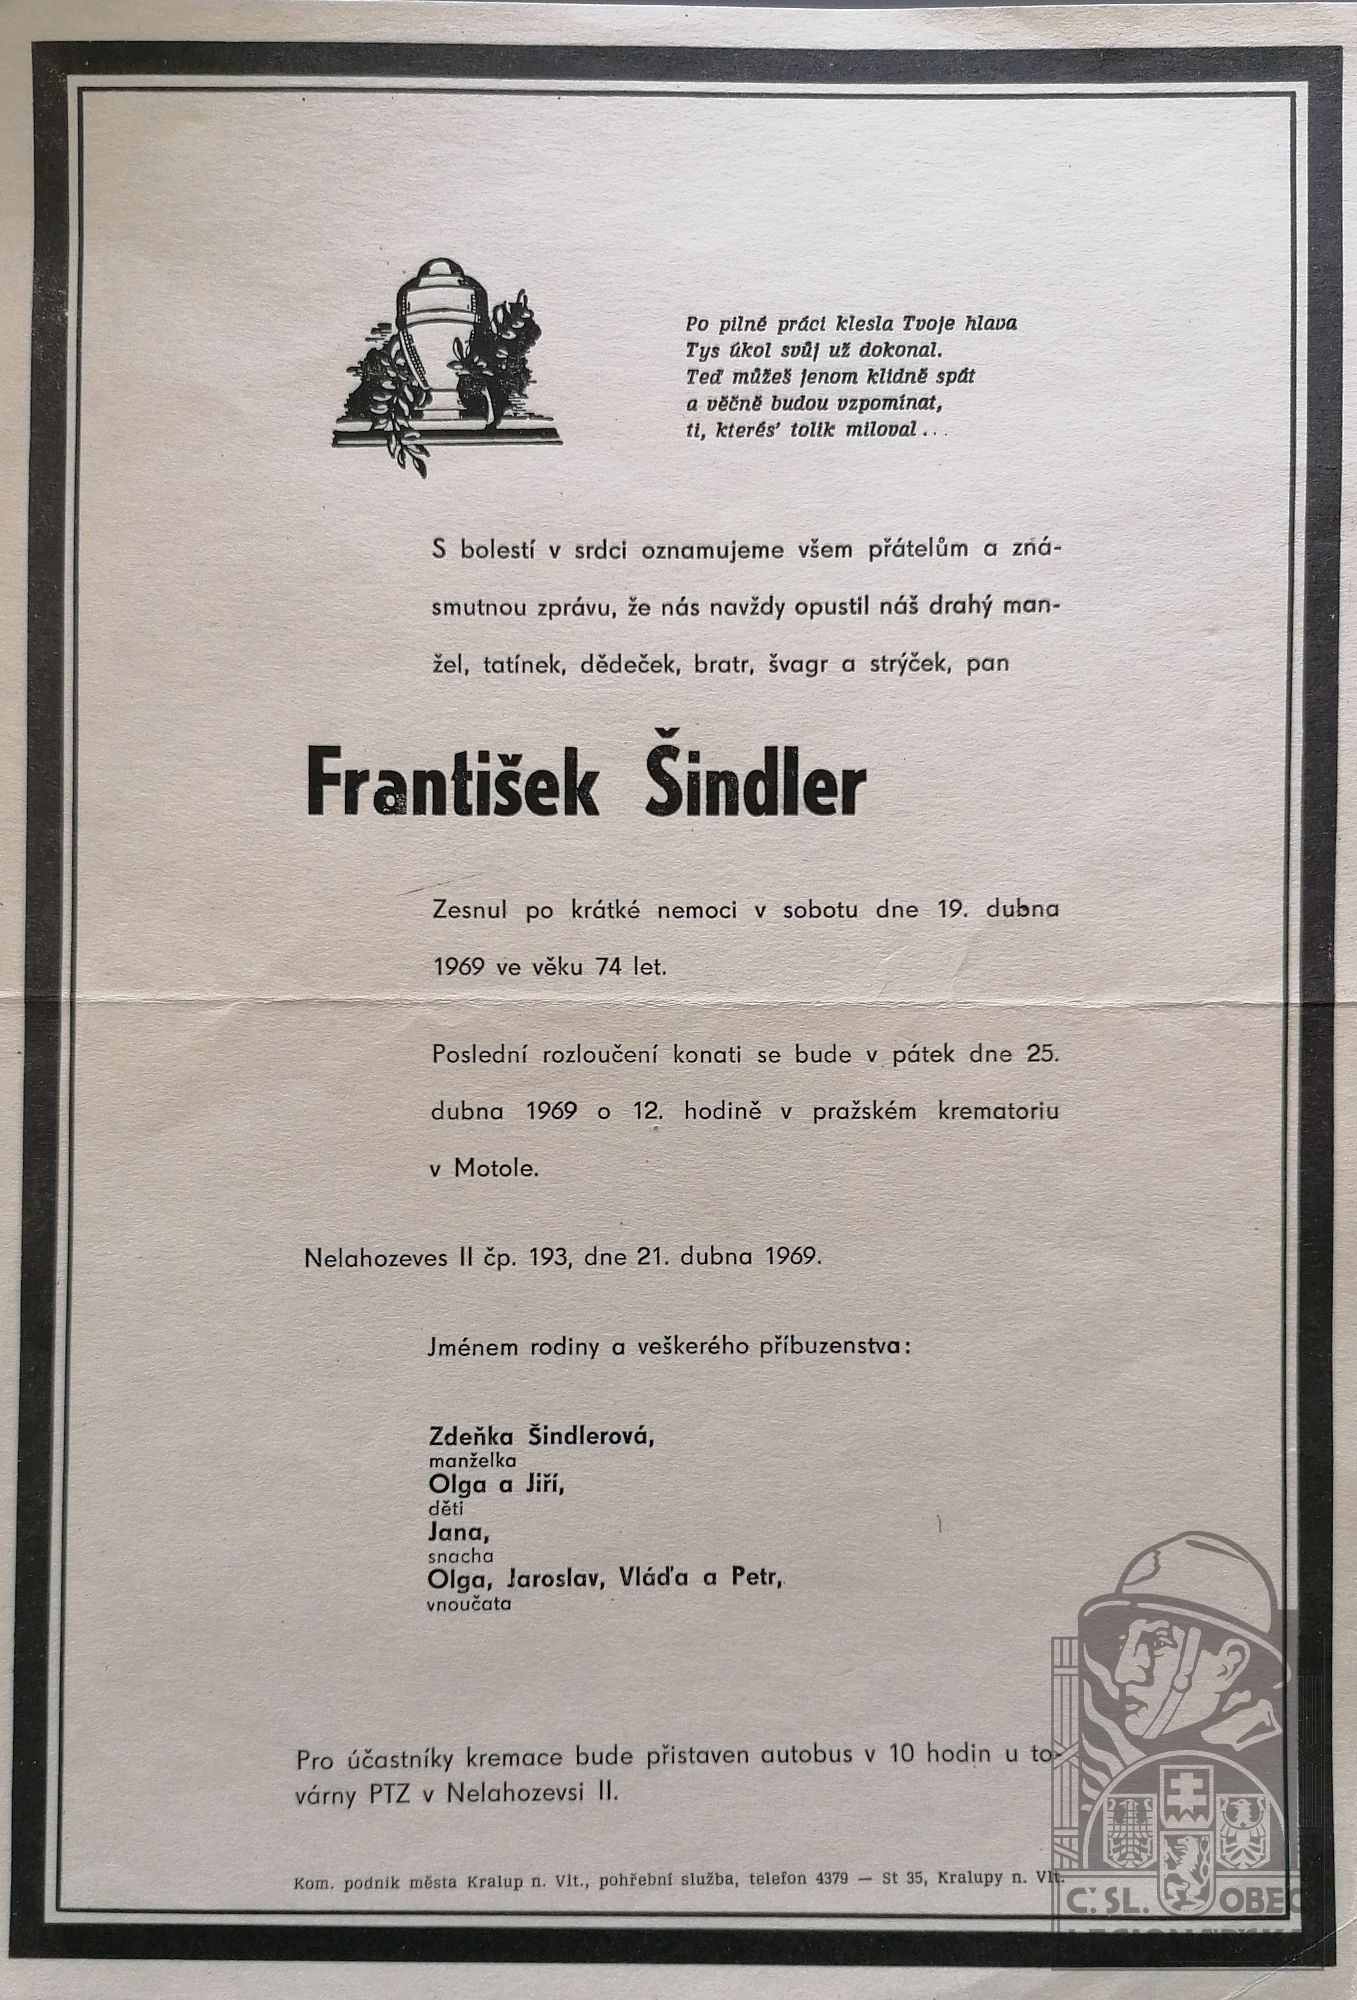 Po pilné práci klesla Tvoje hlava
Tys úkol svůj už dokonal.
Teď můžeš jenom klidně spát
a věčně budou vzpomínat,
ti, kterés' tolik miloval...
S bolestí v srdci oznamujeme všem přátelům a zná-
smutnou zprávu, že nás navždy opustil náš drahý man-
žel, tatínek, dědeček, bratr, švagr a strýček, pan
František Šindler
Zesnul po krátké nemoci v sobotu dne 19. dubna
1969 ve věku 74 let.
Poslední rozloučení konati se bude v pátek dne 25.
dubna 1969 o 12. hodině v pražském krematoriu
v Motole.
Nelahozeves II čp. 193, dne 21. dubna 1969.
Jménem rodiny a veškerého příbuzenstva:
Zdeňka Šindlerová,
manželka
Olga a Jiří,
děti
Jana,
snacha
Olga, Jaroslav, Vláďa a Petr,
vnoučata
Pro účastníky kremace bude přistaven autobus v 10 hodin u to-
várny PTZ v Nelahozevsi II.
Kom. podnik města Kralup n. Vlt., pohřební služba, telefon 4379 — St 35, Kralupy n. Vlt.
Č. SL. OBEC